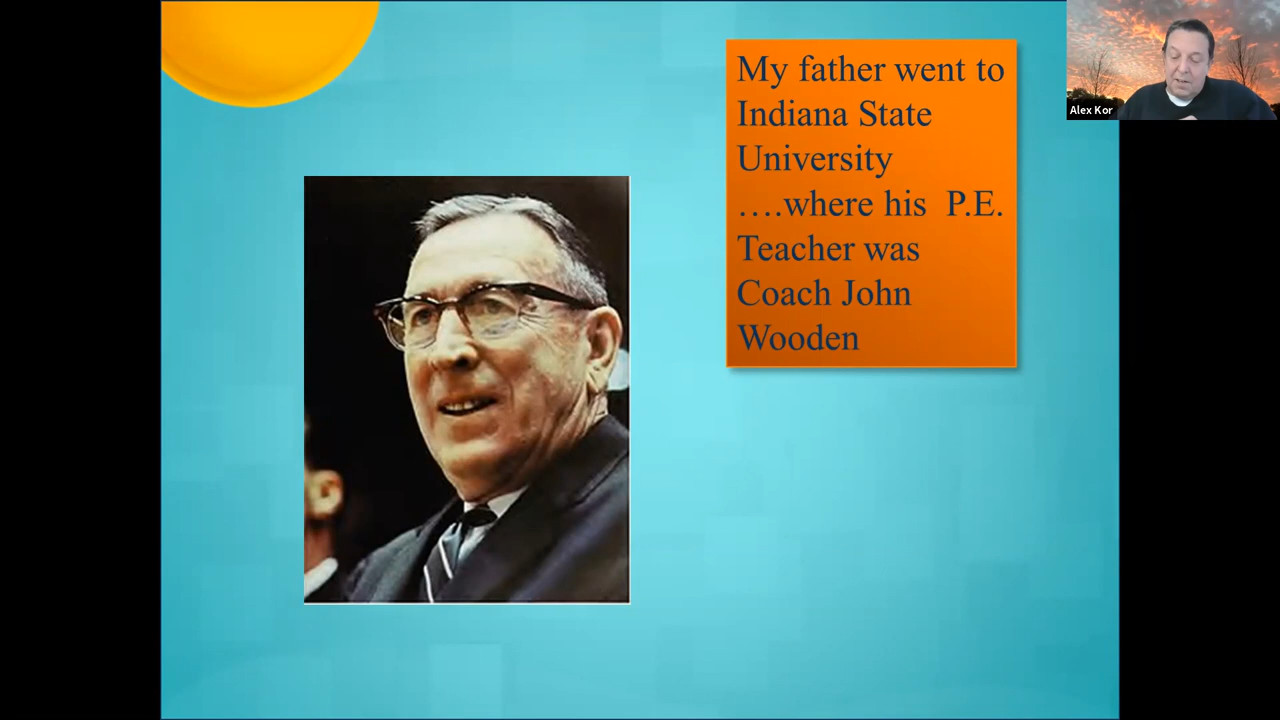 My father went to
Indiana State
University
….where his  P.E.
Teacher was
Coach John
Wooden
Alex Kor